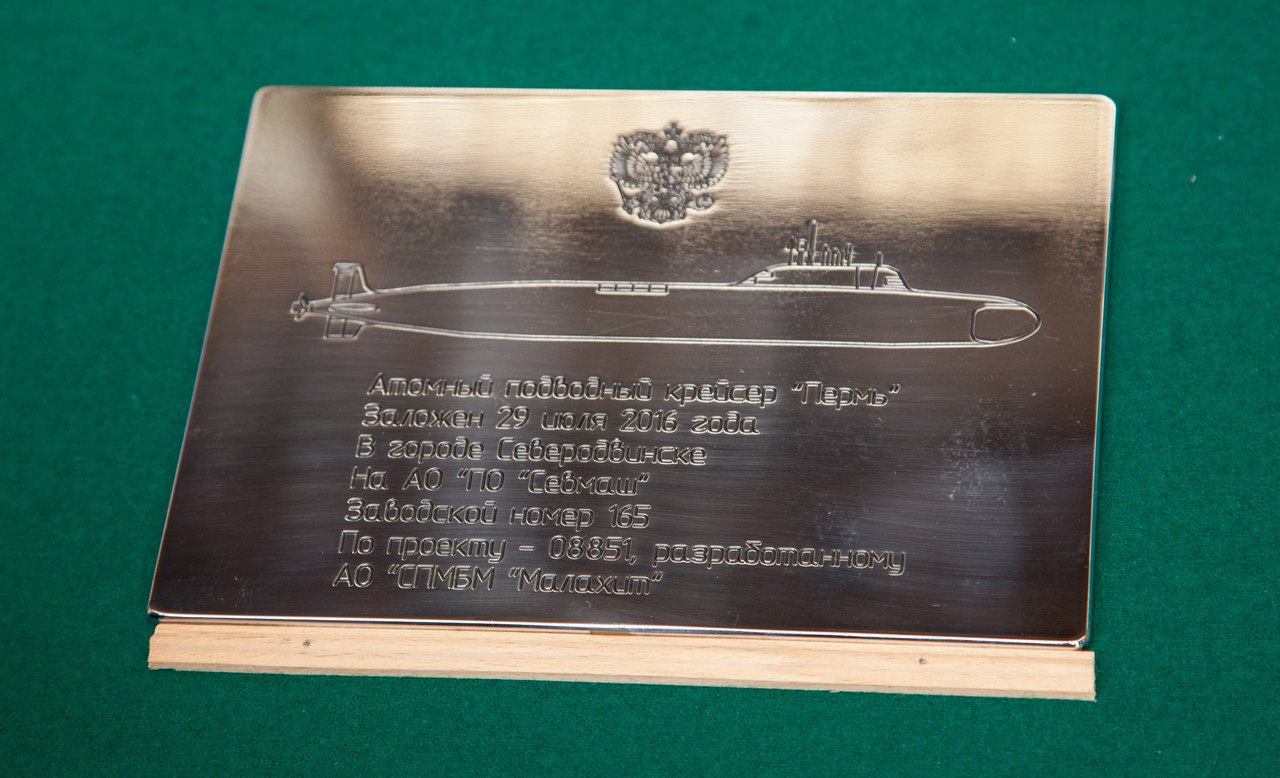 Атомный подводный крейсер "Пермь"
Заложен 29 июля 2016 года
В городе Северодвинске
На АО "ПО "Севмаш"
Заводской номер 165
По проекту - 08851, разработанному
АО "СПМБМ "Малахит"